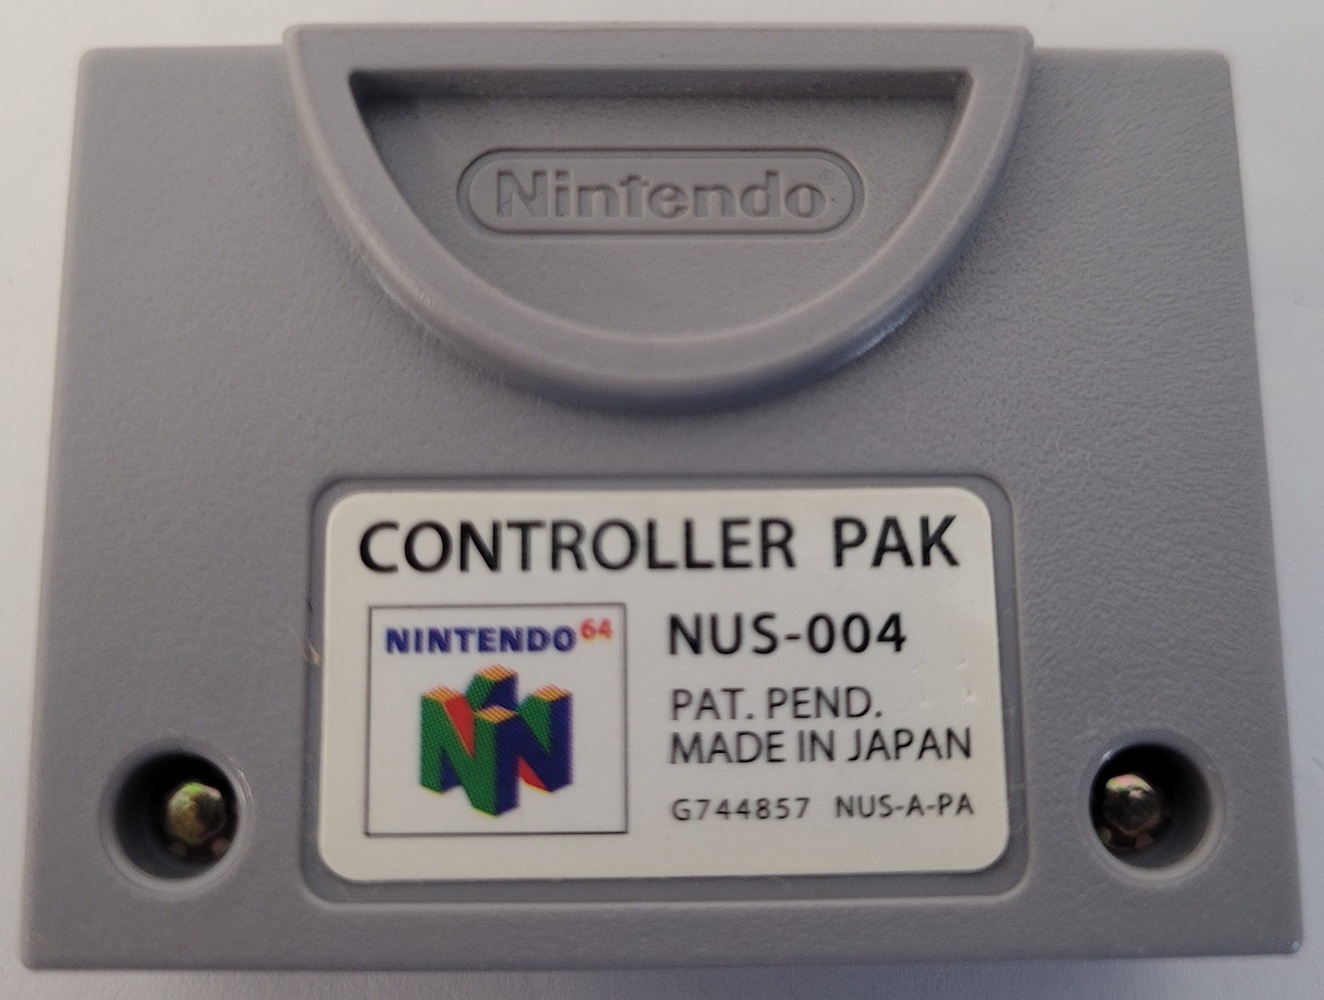 Nintendo®
CONTROLLER PAK
NINTENDO64
NUS-004
PAT. PEND.
MADE IN JAPAN
G744857 NUS-A-PA